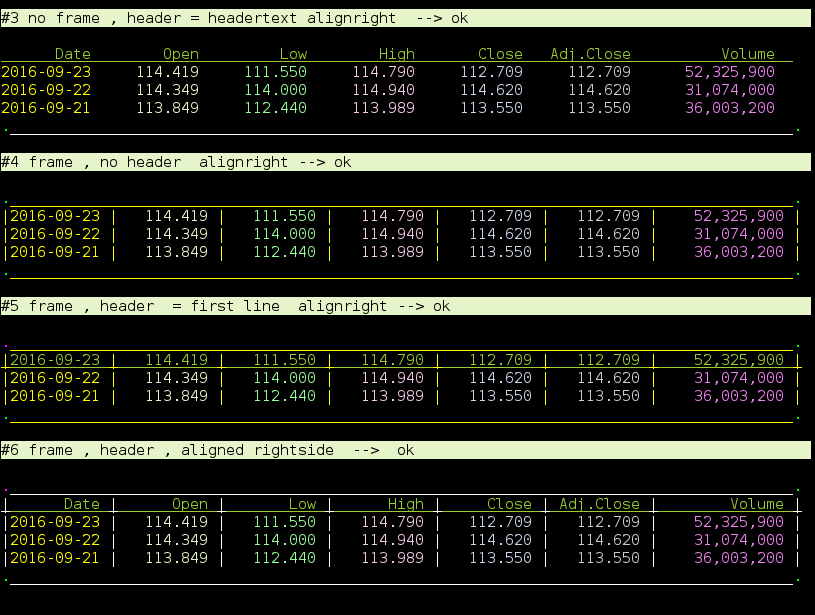 #3 no frame , header = headertext alignright  --> ok
Date Open Low High Close Adj.Close Volume
2016-09-23 114.419 111.550 114.790 112.709 112.709 52,325,900
2016-09-22 114.349 114.000 114.940 114.620 114.620 31,074,000
2016-09-21 113.849 112.440 113.989 113.550 113.550 36,003,200
#4 frame , no header  alignright --> ok
|2016-09-23 | 114.419 | 111.550 | 114.790 | 112.709 | 112.709 | 52,325,900 |
|2016-09-22 | 114.349 | 114.000 | 114.940 | 114.620 | 114.620 | 31,074,000 |
|2016-09-21 | 113.849 | 112.440 | 113.989 | 113.550 | 113.550 | 36,003,200 |
#5 frame , header  = first line  alignright --> ok
|2016-09-23 | 114.419 | 111.550 | 114.790 | 112.709 | 112.709 | 52,325,900 |
|2016-09-22 | 114.349 | 114.000 | 114.940 | 114.620 | 114.620 | 31,074,000 |
|2016-09-21 | 113.849 | 112.440 | 113.989 | 113.550 | 113.550 | 36,003,200 |
#6 frame , header , aligned rightside  -->  ok
| Date | Open | Low | High | Close | Adj.Close | Volume |
|2016-09-23 | 114.419 | 111.550 | 114.790 | 112.709 | 112.709 | 52,325,900 |
|2016-09-22 | 114.349 | 114.000 | 114.940 | 114.620 | 114.620 | 31,074,000 |
|2016-09-21 | 113.849 | 112.440 | 113.989 | 113.550 | 113.550 | 36,003,200 |